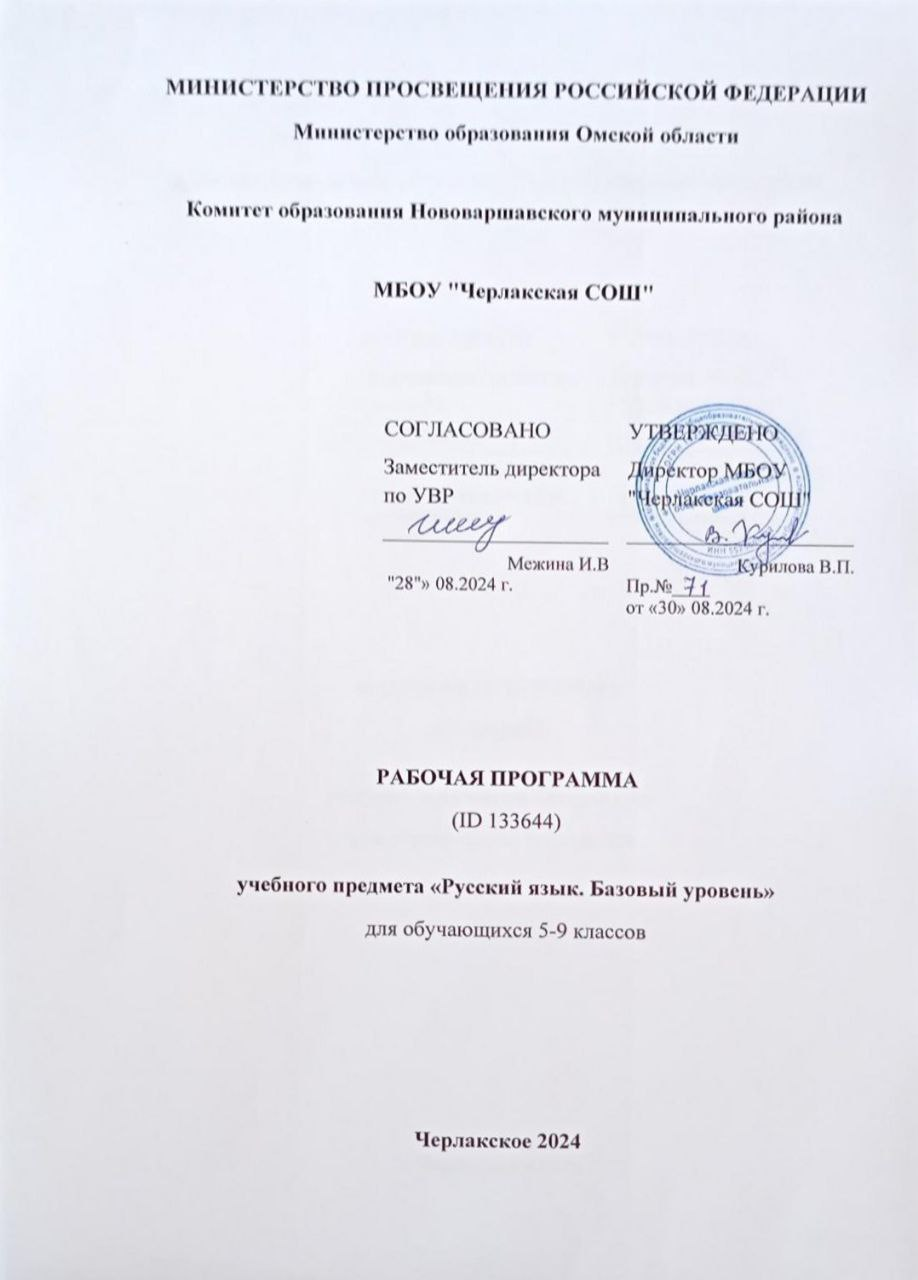 МИНИСТЕРСТВО ПРОСВЕЩЕНИЯ РОССИЙСКОЙ ФЕДЕРАЦИИ
Министерство образования Омской области
Комитет образования Нововаршавского муниципального района
МБОУ "Черлакская СОШ"
СОГЛАСОВАНО
Заместитель директора
по УВР
Межина И.В
"28"» 08.2024 г.
УТВЕРЖДЕНО
Директор МБОУ
"Черлакская СОШ"
В.
Курилова В.П.
Пр.№ 71
от «30» 08.2024 г.
РАБОЧАЯ ПРОГРАММА
(ID 133644)
учебного предмета «Русский язык. Базовый уровень»
для обучающихся 5-9 классов
Черлакское 2024